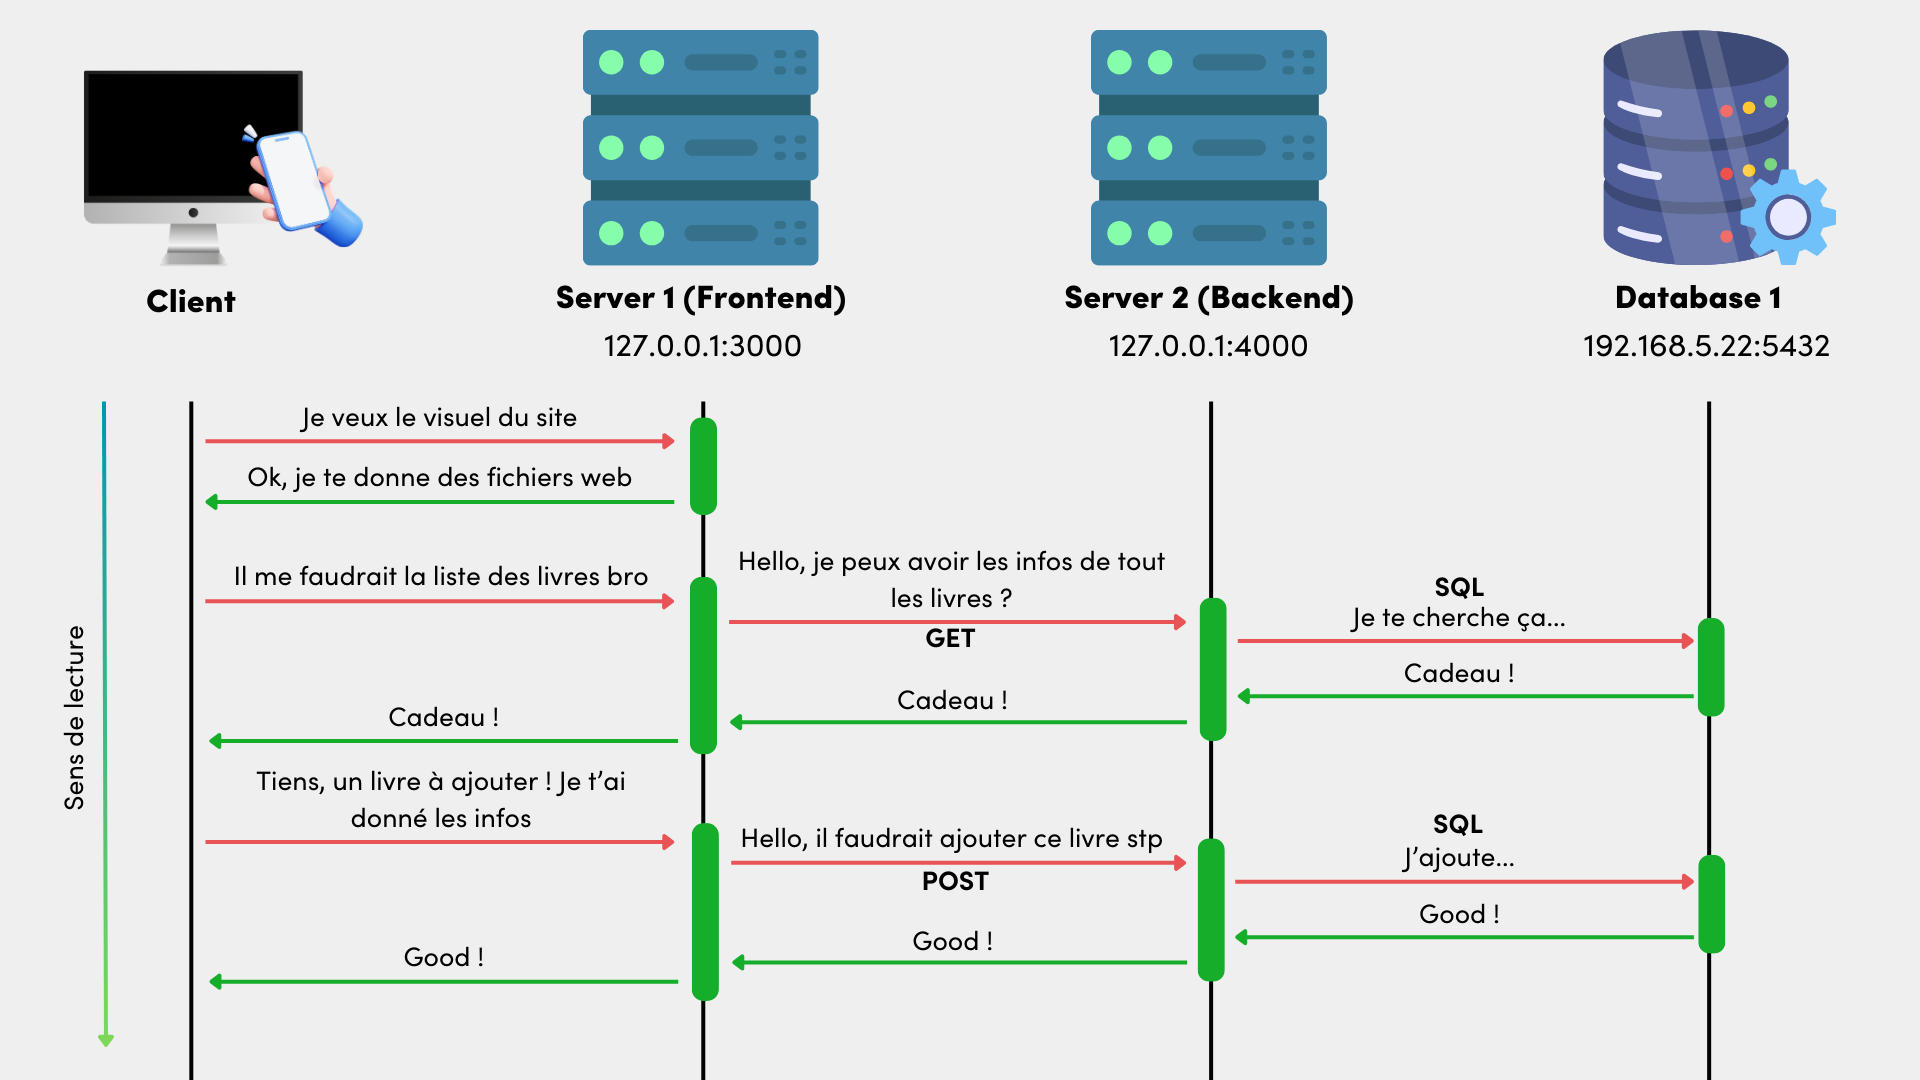 Client
Server 1 (Frontend)
127.0.0.1:3000
Server 2 (Backend)
127.0.0.1:4000
Database 1
192.168.5.22:5432
Sens de lecture
Je veux le visuel du site
Ok, je te donne des fichiers web
Il me faudrait la liste des livres bro
Hello, je peux avoir les infos de tout
les livres ?
GET
SQL
Je te cherche ça...
Cadeau !
Cadeau !
Cadeau !
Tiens, un livre à ajouter ! Je t’ai
donné les infos
Hello, il faudrait ajouter ce livre stp
POST
SQL
J’ajoute...
Good !
Good !
Good !